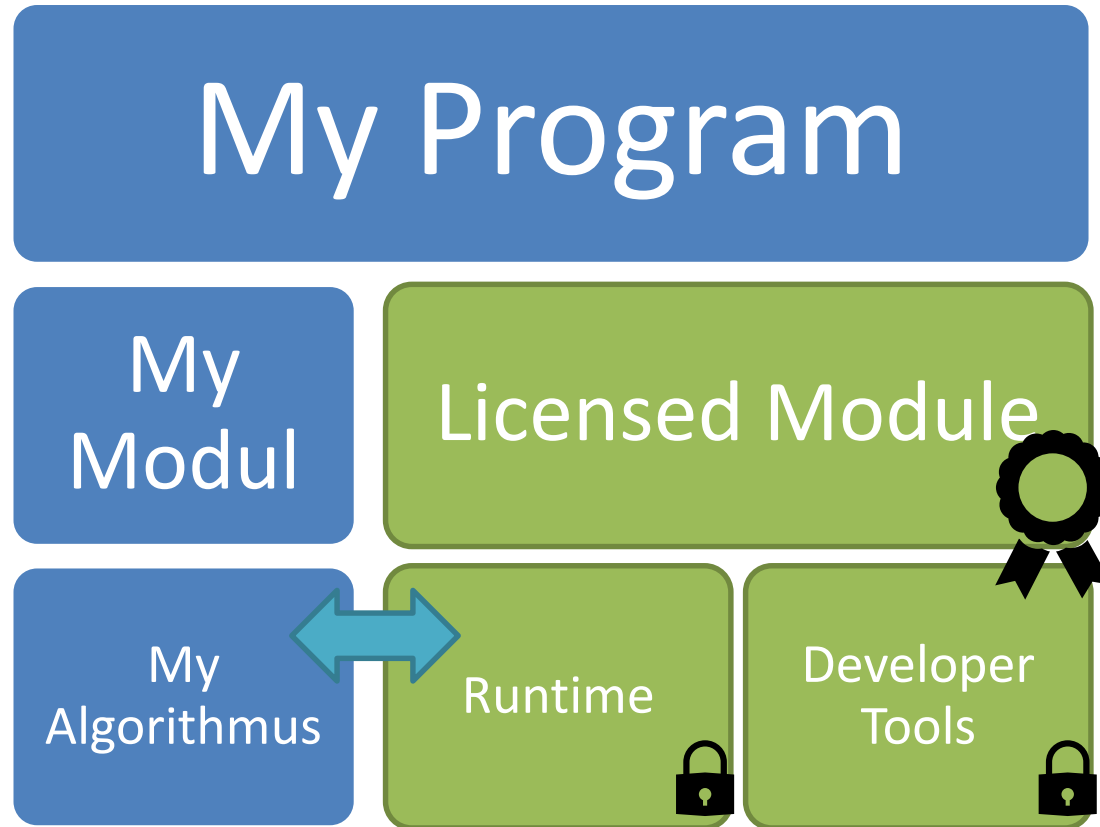 My Program
My
Modul
Licensed Module
My
Algorithmus
Runtime
Developer
Tools